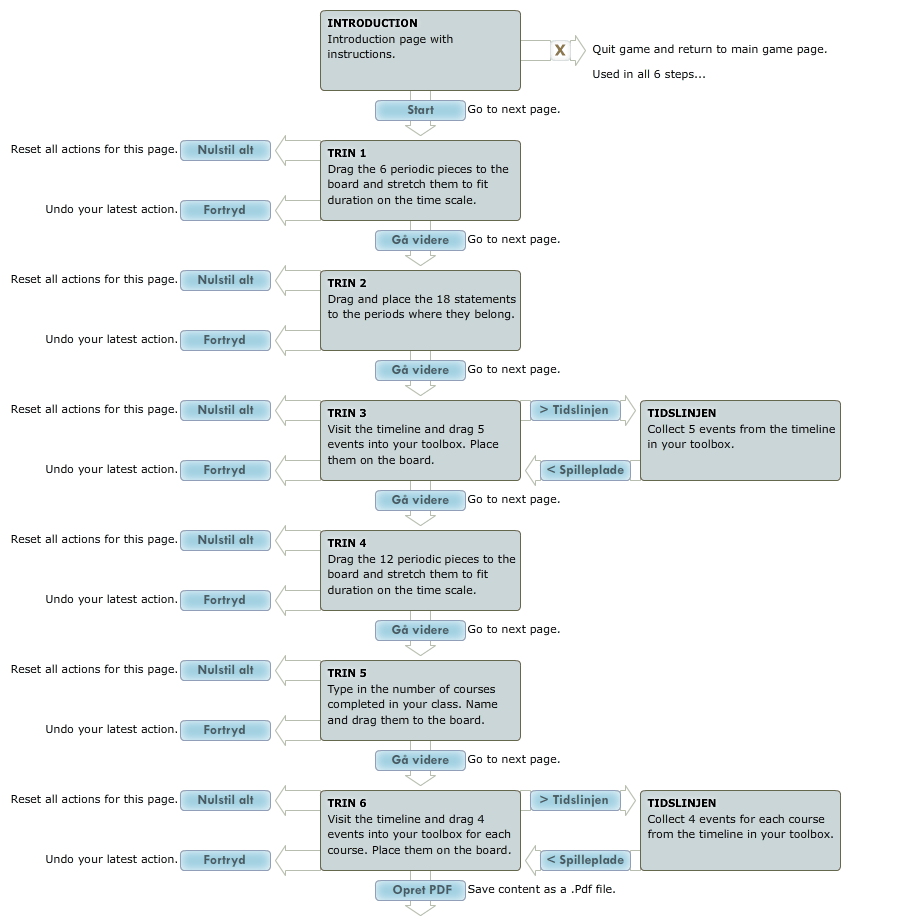 INTRODUCTION
Introduction page with
instructions.
X
Quit game and return to main game page.
Used in all 6 steps...
Start
Go to next page.
Reset all actions for this page.
Nulstil alt
Undo your latest action.
Fortryd
TRIN 1
Drag the 6 periodic pieces to the
board and stretch them to fit
duration on the time scale.
Gå videre
Go to next page.
Reset all actions for this page.
Nulstil alt
Undo your latest action.
Fortryd
TRIN 2
Drag and place the 18 statements
to the periods where they belong.
Gå videre
Go to next page.
Reset all actions for this page.
Nulstil alt
Undo your latest action.
Fortryd
TRIN 3
Visit the timeline and drag 5
events into your toolbox. Place
them on the board.
> Tidslinjen
< Spilleplade
TIDSLINJEN
Collect 5 events from the timeline
in your toolbox.
Gå videre
Go to next page.
Reset all actions for this page.
Nulstil alt
Undo your latest action.
Fortryd
TRIN 4
Drag the 12 periodic pieces to the
board and stretch them to fit
duration on the time scale.
Gå videre
Go to next page.
Reset all actions for this page.
Nulstil alt
Undo your latest action.
Fortryd
TRIN 5
Type in the number of courses
completed in your class. Name
and drag them to the board.
Gå videre
Go to next page.
Reset all actions for this page.
Nulstil alt
Undo your latest action.
Fortryd
TRIN 6
Visit the timeline and drag 4
events into your toolbox for each
course. Place them on the board.
> Tidslinjen
< Spilleplade
TIDSLINJEN
Collect 4 events for each course
from the timeline in your toolbox.
Opret PDF
Save content as a .Pdf file.